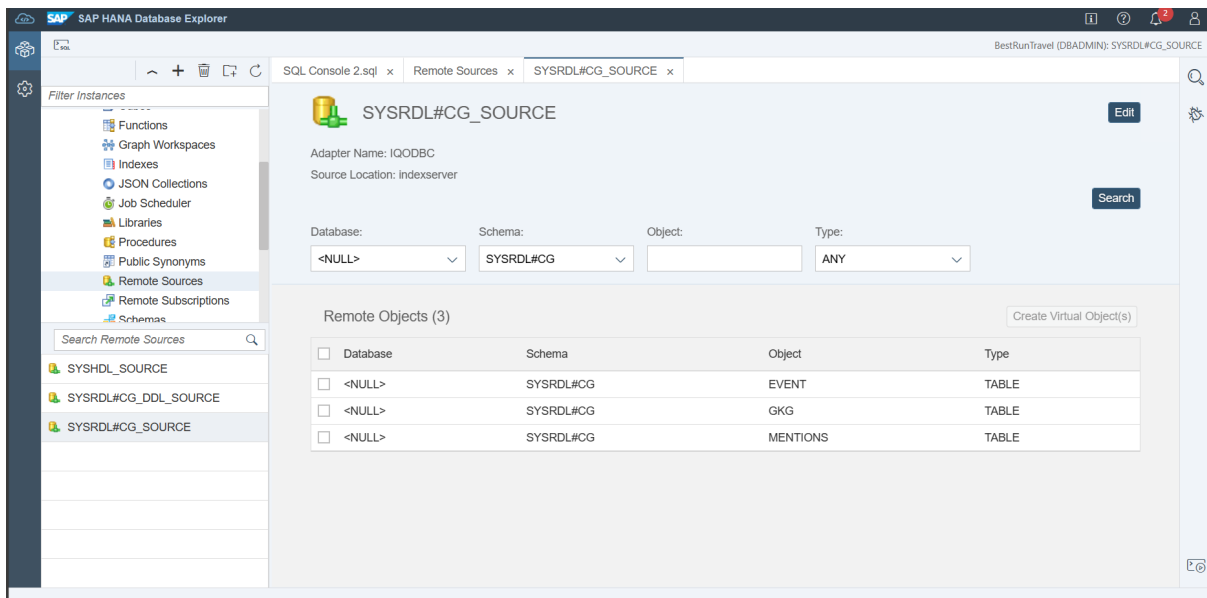 SAP SAP HANA Database Explorer
2
SQL
BestRunTravel (DBADMIN): SYSRDL#CG_SOURCE
Filter Instances
Functions
Graph Workspaces
Indexes
JSON Collections
Job Scheduler
Libraries
Procedures
Public Synonyms
Remote Sources
Remote Subscriptions
Schemas
Search Remote Sources
SYSHDL_SOURCE
SYSRDL#CG_DDL_SOURCE
SYSRDL#CG_SOURCE
SQL Console 2.sql × Remote Sources × SYSRDL#CG_SOURCE ×
SYSRDL#CG_SOURCE
Edit
Adapter Name: IQODBC
Source Location: indexserver
Search
Database: Schema: Object: Type:
<NULL> SYSRDL#CG ANY
Remote Objects (3)
Create Virtual Object(s)
Database Schema Object Type
<NULL> SYSRDL#CG EVENT TABLE
<NULL> SYSRDL#CG GKG TABLE
<NULL> SYSRDL#CG MENTIONS TABLE